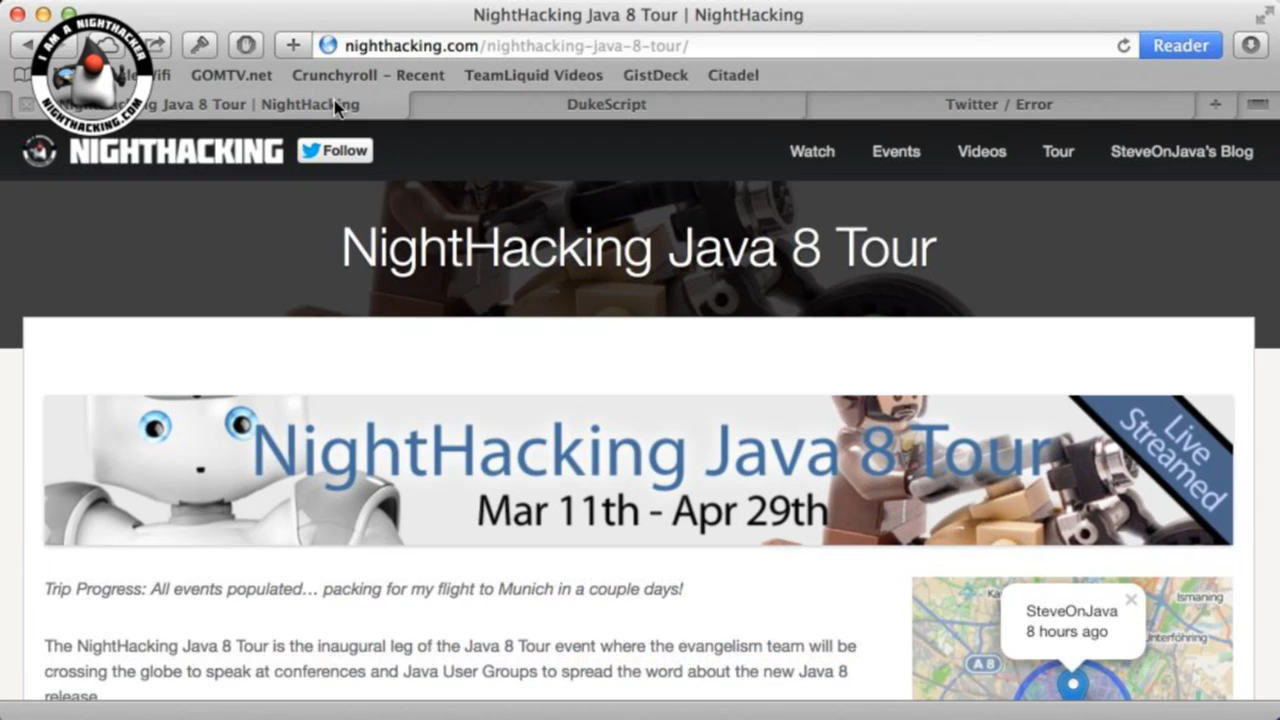 NightHacking Java 8 Tour | NightHacking
I AM A NIGHTHACKER
NIGHTHACKING.COM
nighthacking.com/nighthacking-java-8-tour/
Reader
GOMTV.net
Crunchyroll – Recent
TeamLiquid Videos
GistDeck
Citadel
Java 8 Tour | NightHacking
DukeScript
Twitter / Error
NIGHTHACKING
Follow
Watch
Events
Videos
Tour
SteveOnJava's Blog
NightHacking Java 8 Tour
NightHacking Java 8 Tour
Mar 11th - Apr 29th
Live
Streamed
Trip Progress: All events populated... packing for my flight to Munich in a couple days!
The NightHacking Java 8 Tour is the inaugural leg of the Java 8 Tour event where the evangelism team will be
crossing the globe to speak at conferences and Java User Groups to spread the word about the new Java 8
release
SteveOnJava
8 hours ago
Ismaning
Unterföhring
A 8